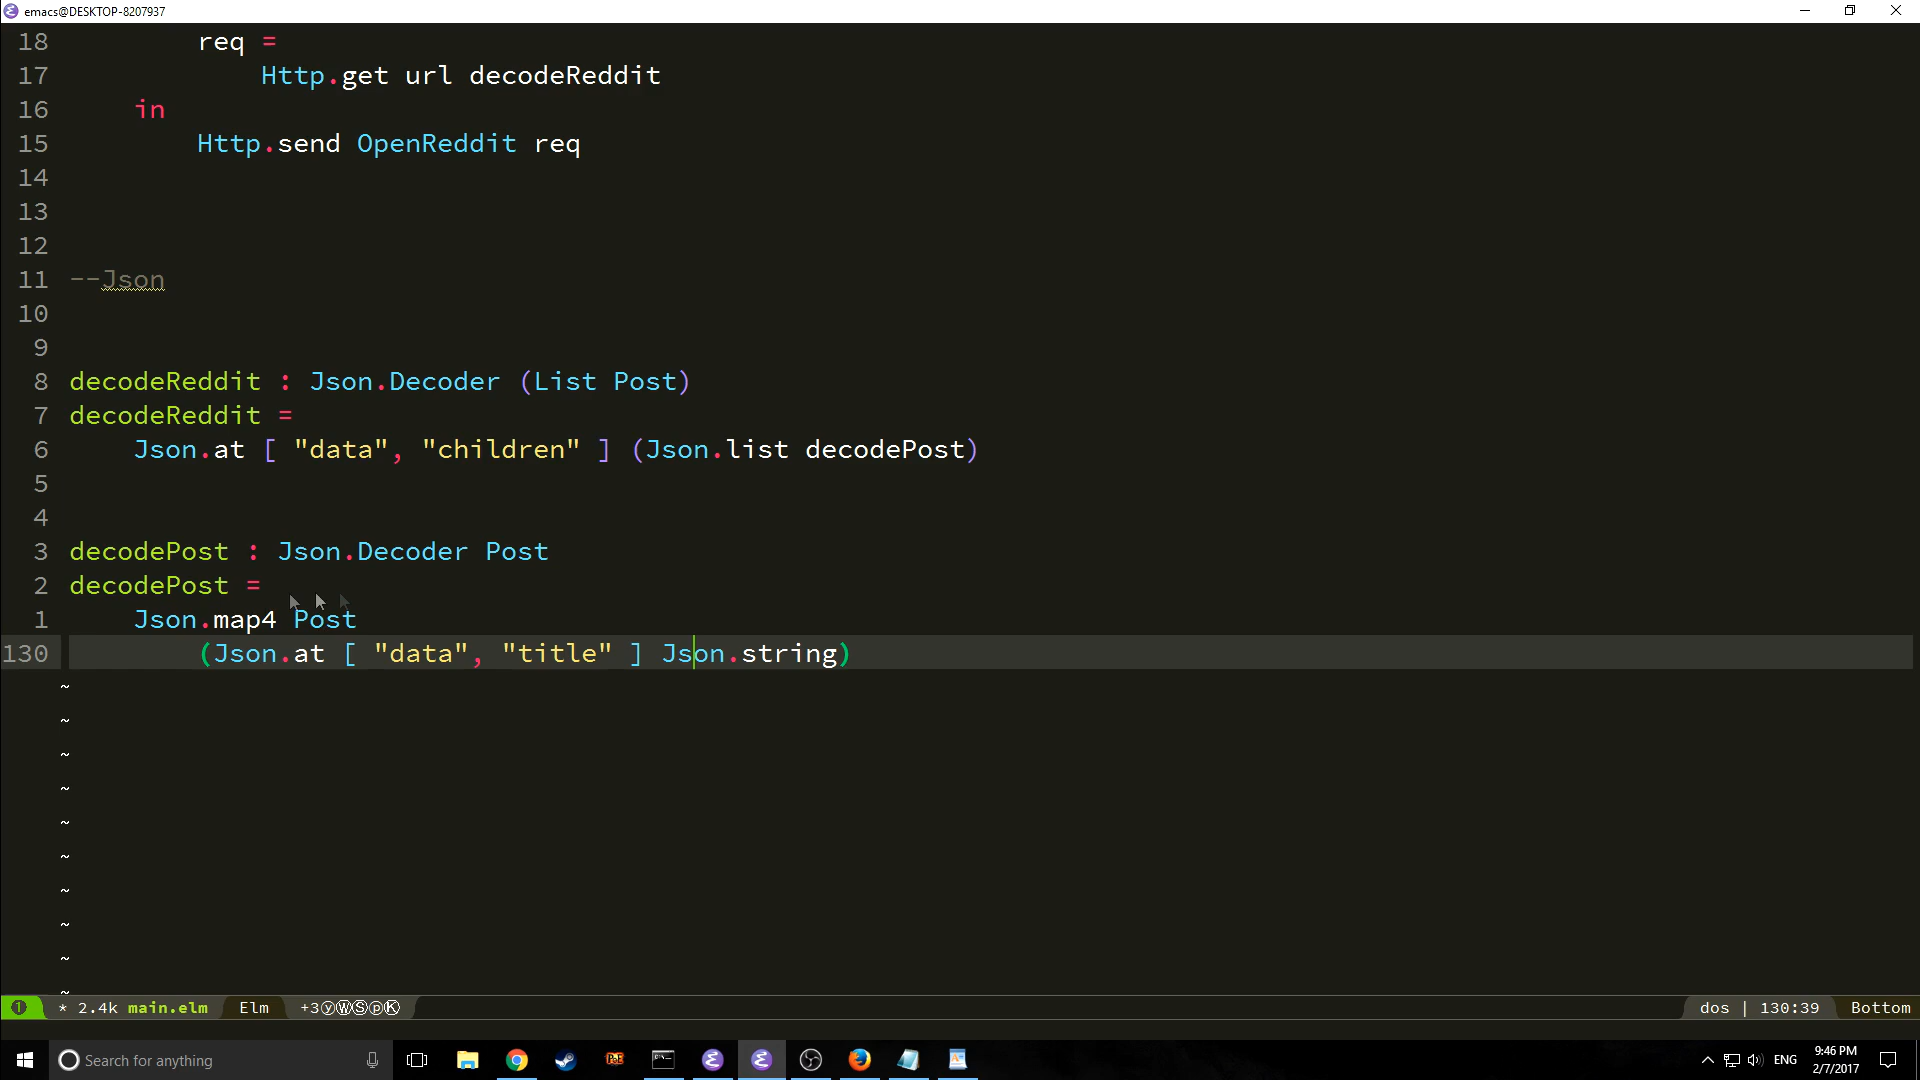 emacs@DESKTOP-8207937
18 req =
17 Http.get url decodeReddit
16 in
15 Http.send OpenReddit req
14
13
12
11 --Json
10
9
8 decodeReddit : Json.Decoder (List Post)
7 decodeReddit =
6 Json.at [ "data", "children" ] (Json.list decodePost)
5
4
3 decodePost : Json.Decoder Post
2 decodePost =
1 Json.map4 Post
130 (Json.at [ "data", "title" ] Json.string)
~
~
~
~
~
~
~
~
~
~
1 * 2.4k main.elm Elm +3ⓨⓌⓈⓟⓀ dos | 130:39 Bottom
Search for anything ENG 9:46 PM
2/7/2017